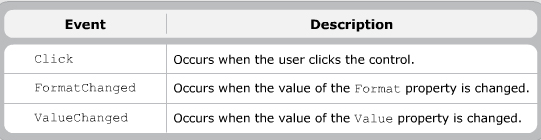 Event Description
Click Occurs when the user clicks the control.
FormatChanged Occurs when the value of the Format property is changed.
ValueChanged Occurs when the value of the Value property is changed.